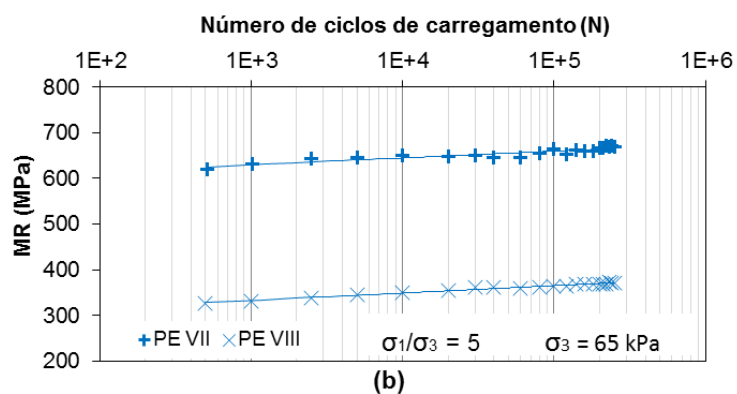 Número de ciclos de carregamento (N)
1E+2 1E+3 1E+4 1E+5 1E+6
800
700
600
500
400
300
200
MR (MPa)
PE VII PE VIII σ1/σ3 = 5 σ3 = 65 kPa
(b)